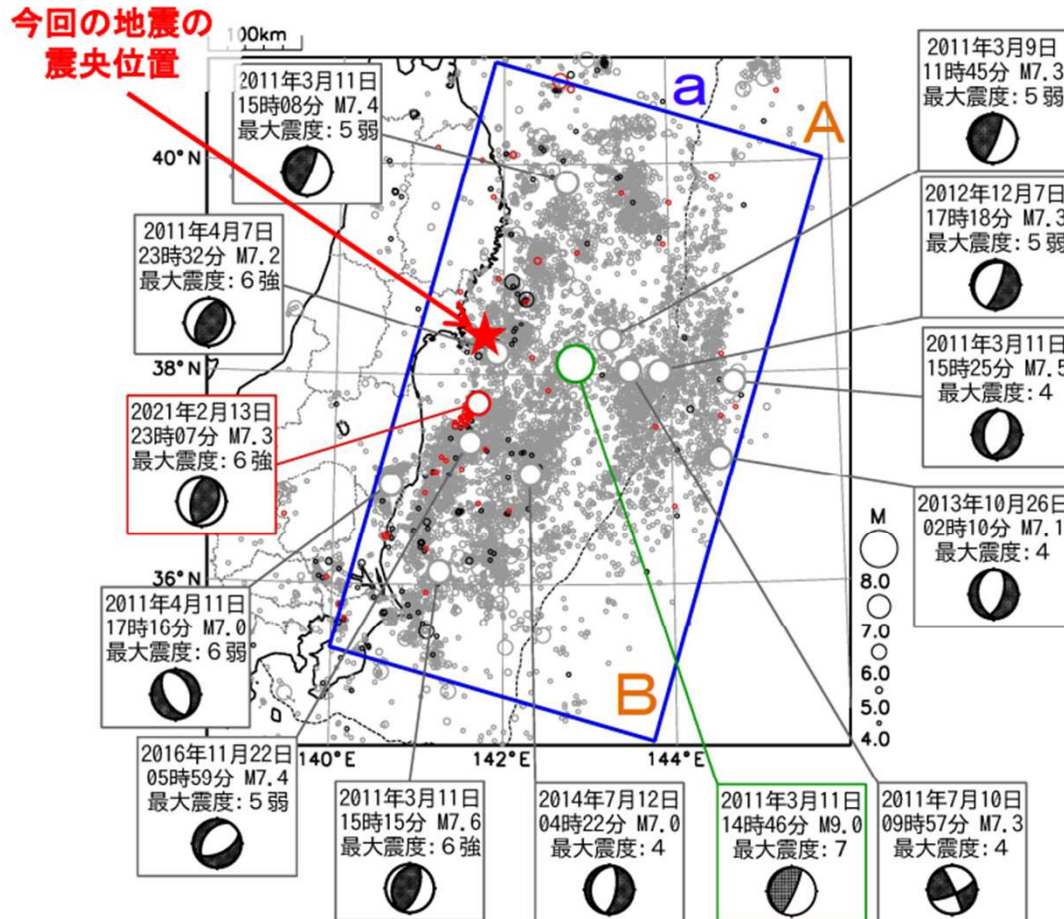 今回の地震の
震央位置
100km
a
A
B
40°N
38°N
36°N
140°E
142°E
144°E
2011年3月11日
15時08分 M7.4
最大震度:5弱
2011年4月7日
23時32分 M7.2
最大震度:6強
2021年2月13日
23時07分 M7.3
最大震度:6強
2011年4月11日
17時16分 M7.0
最大震度:6弱
2016年11月22日
05時59分 M7.4
最大震度:5弱
2011年3月11日
15時15分 M7.6
最大震度:6強
2014年7月12日
04時22分 M7.0
最大震度:4
2011年3月11日
14時46分 M9.0
最大震度:7
2011年7月10日
09時57分 M7.3
最大震度:4
2011年3月9日
11時45分 M7.3
最大震度:5弱
2012年12月7日
17時18分 M7.3
最大震度:5弱
2011年3月11日
15時25分 M7.5
最大震度:4
2013年10月26日
02時10分 M7.1
最大震度:4
M
8.0
7.0
6.0
5.0
4.0